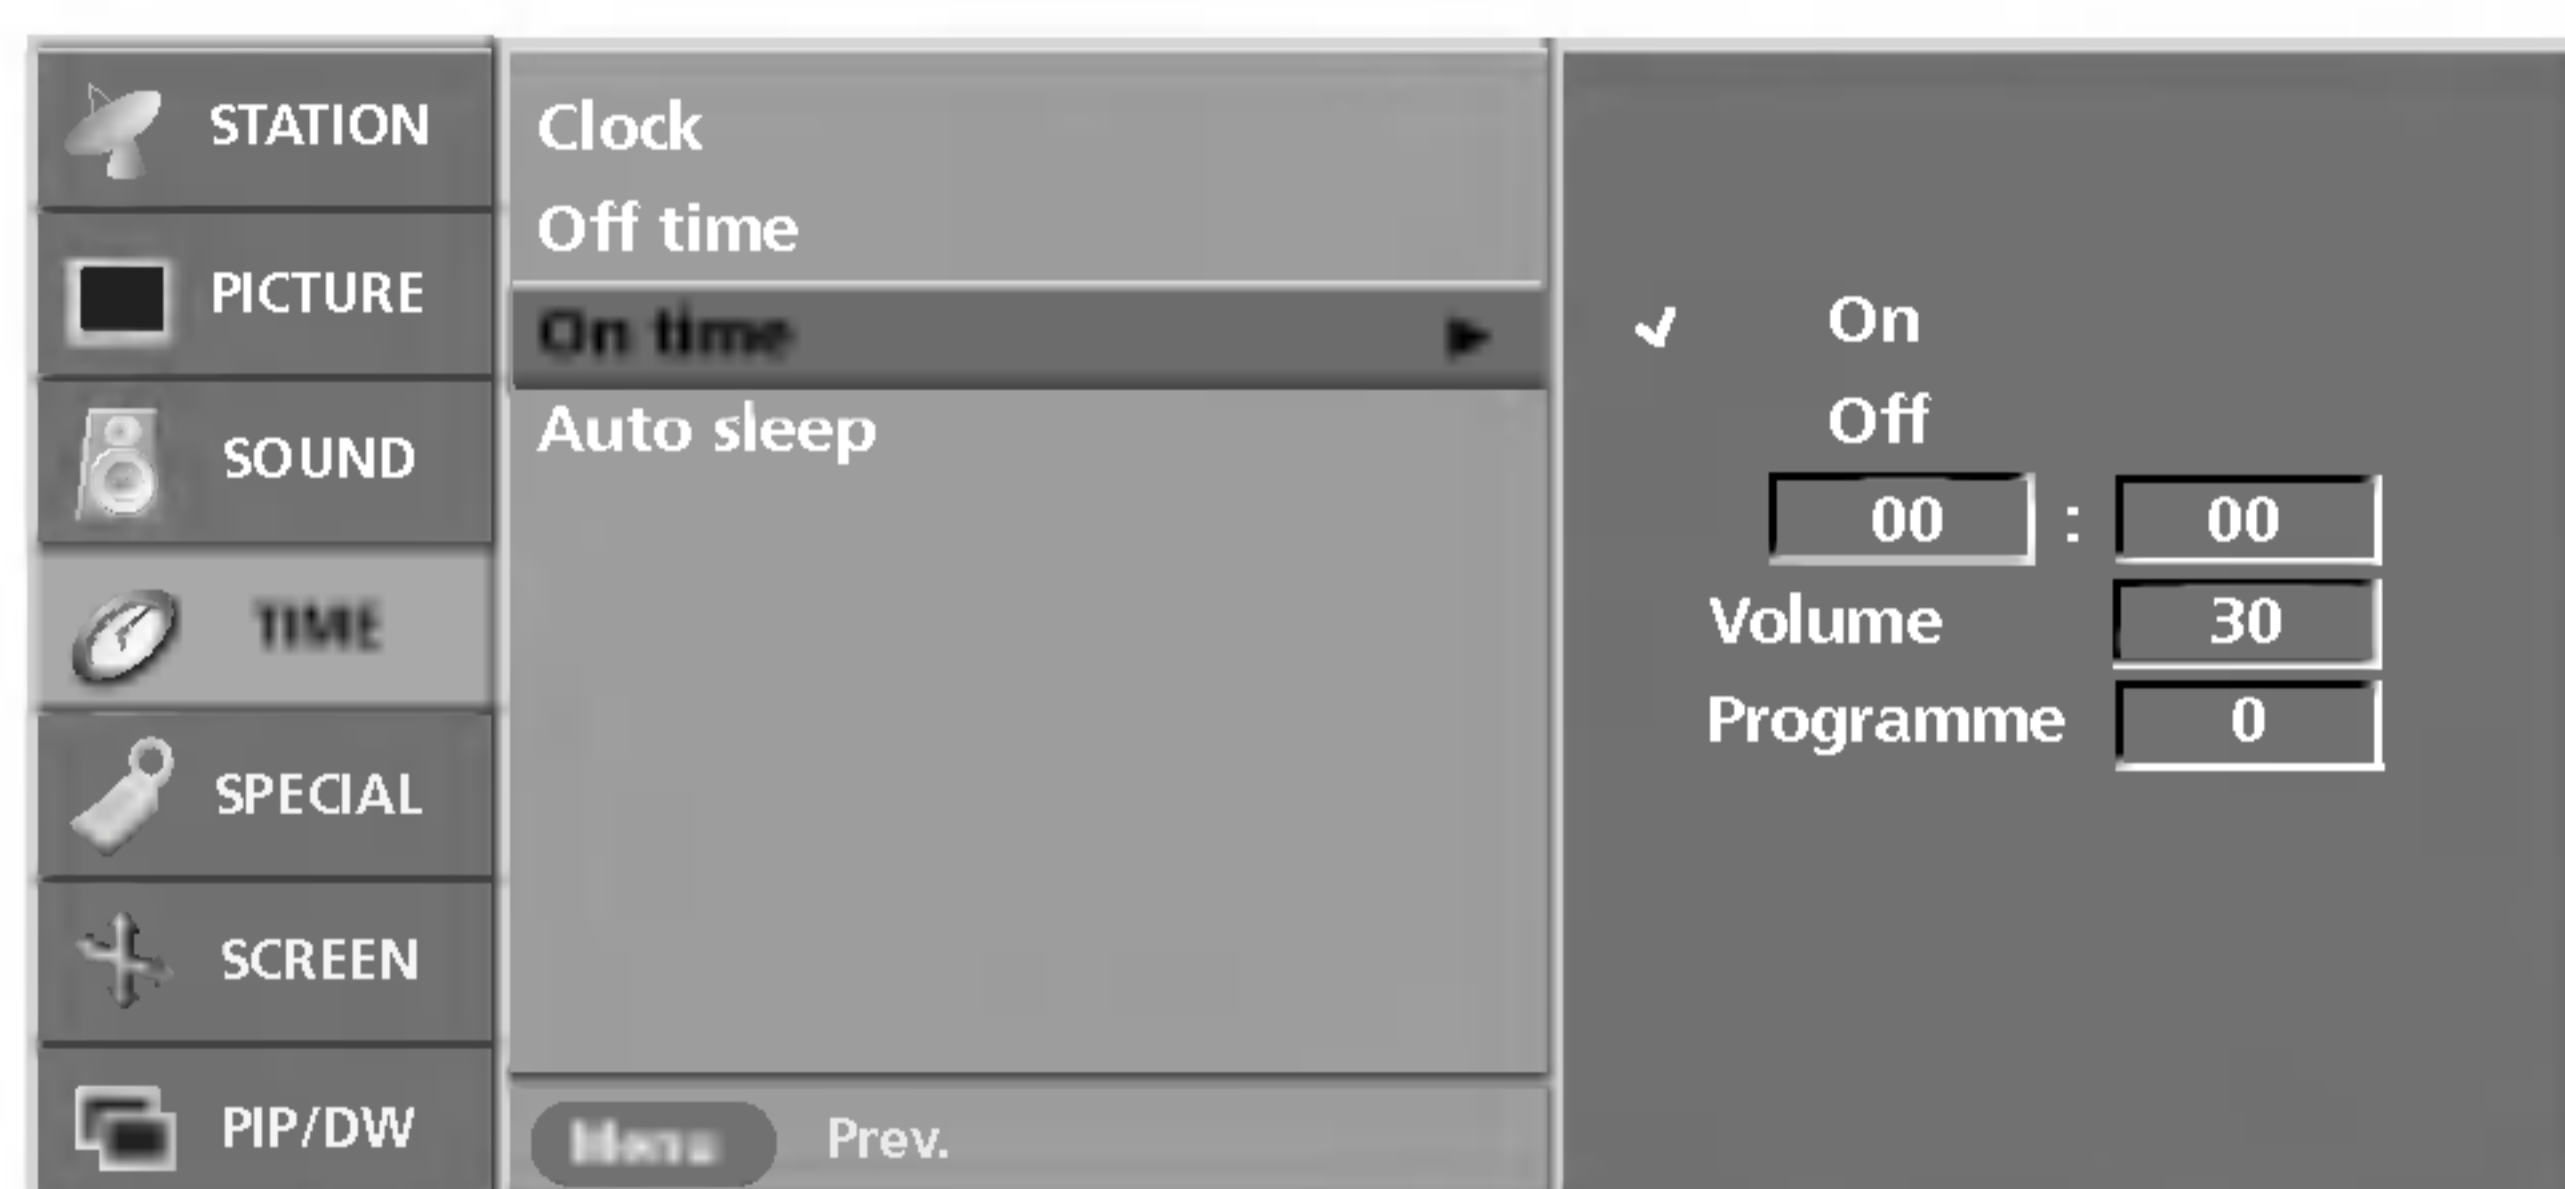 STATION
PICTURE
SOUND
TIME
SPECIAL
SCREEN
PIP/DW
Clock
Off time
On time
Auto sleep
Menu Prev.
On
Off
00 : 00
Volume 30
Programme 0